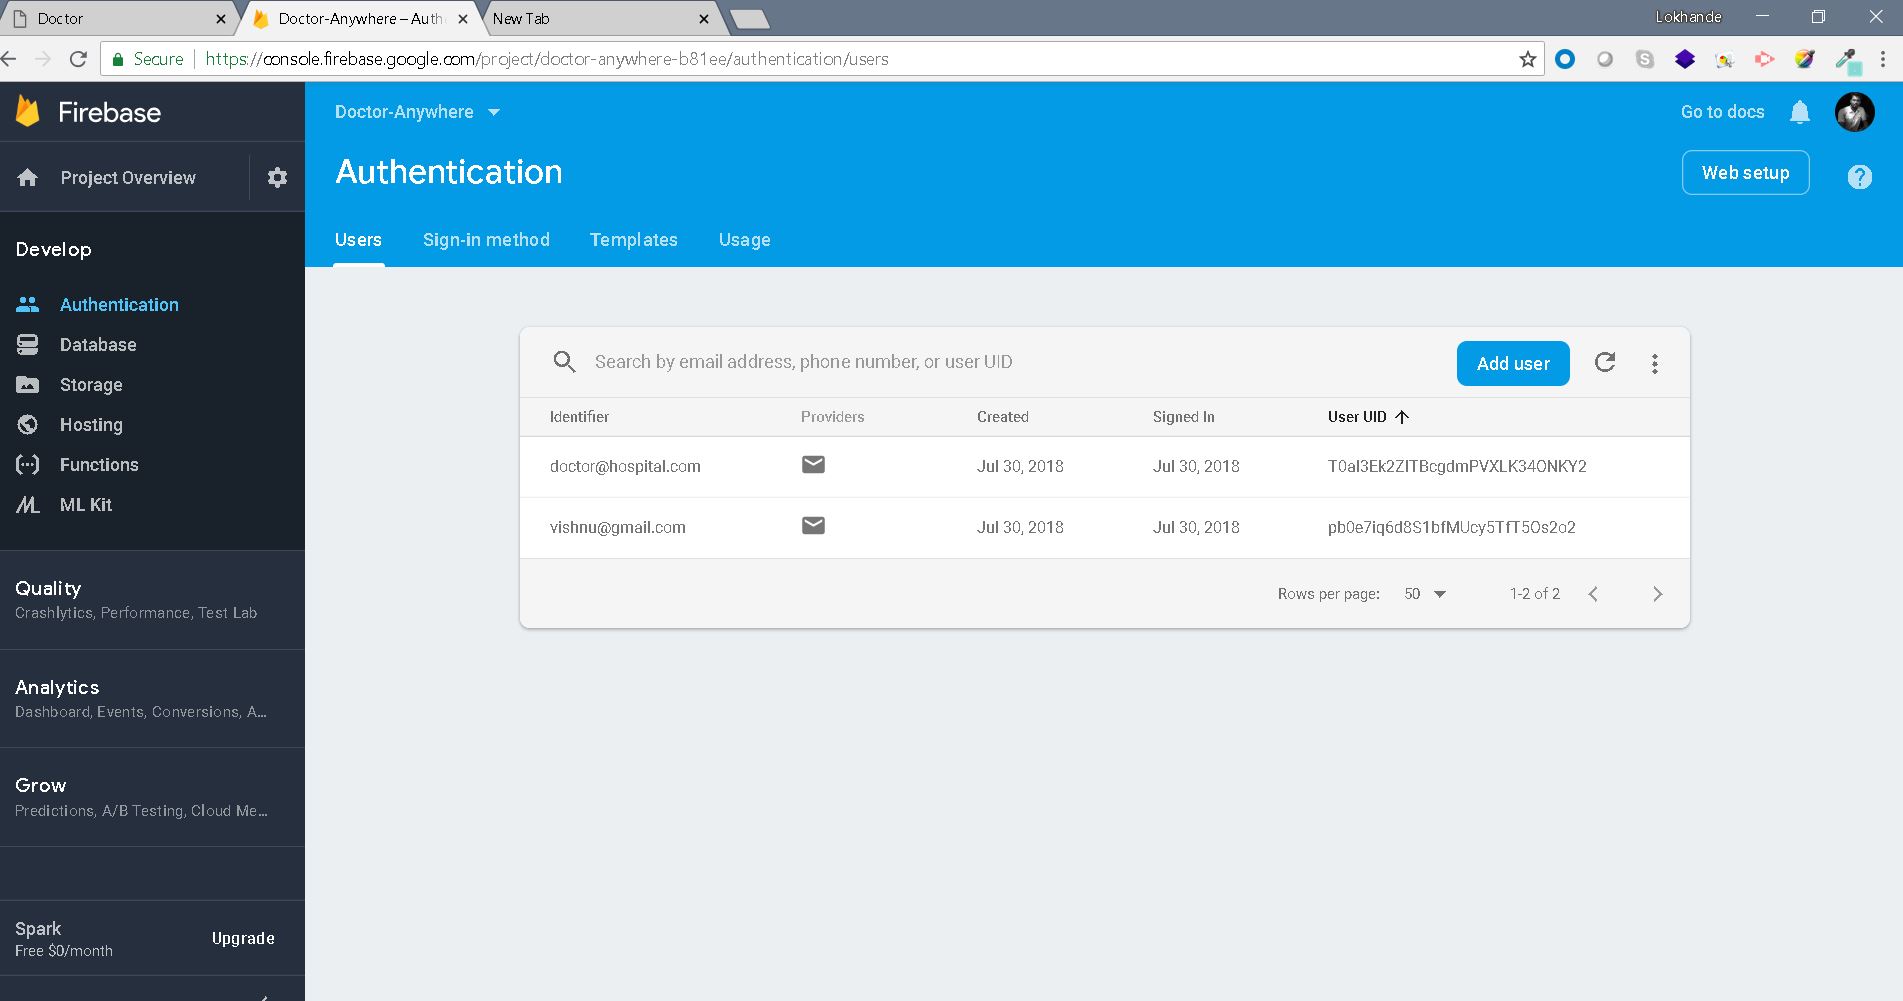 Doctor
Doctor-Anywhere – Auth
New Tab
Lokhande
Secure
https://console.firebase.google.com/project/doctor-anywhere-b81ee/authentication/users
Firebase
Doctor-Anywhere
Go to docs
Project Overview
Authentication
Web setup
Users Sign-in method Templates Usage
Develop
Authentication
Database
Storage
Hosting
Functions
ML Kit
Quality
Crashlytics, Performance, Test Lab
Analytics
Dashboard, Events, Conversions, A...
Grow
Predictions, A/B Testing, Cloud Me...
Spark
Free $0/month
Upgrade
Search by email address, phone number, or user UID
Add user
Identifier Providers Created Signed In User UID
doctor@hospital.com Jul 30, 2018 Jul 30, 2018 T0al3Ek2ZITBcgdmPVXLK34ONKY2
vishnu@gmail.com Jul 30, 2018 Jul 30, 2018 pb0e7iq6d8S1bfMUcy5TfT5Os2o2
Rows per page: 50 1-2 of 2